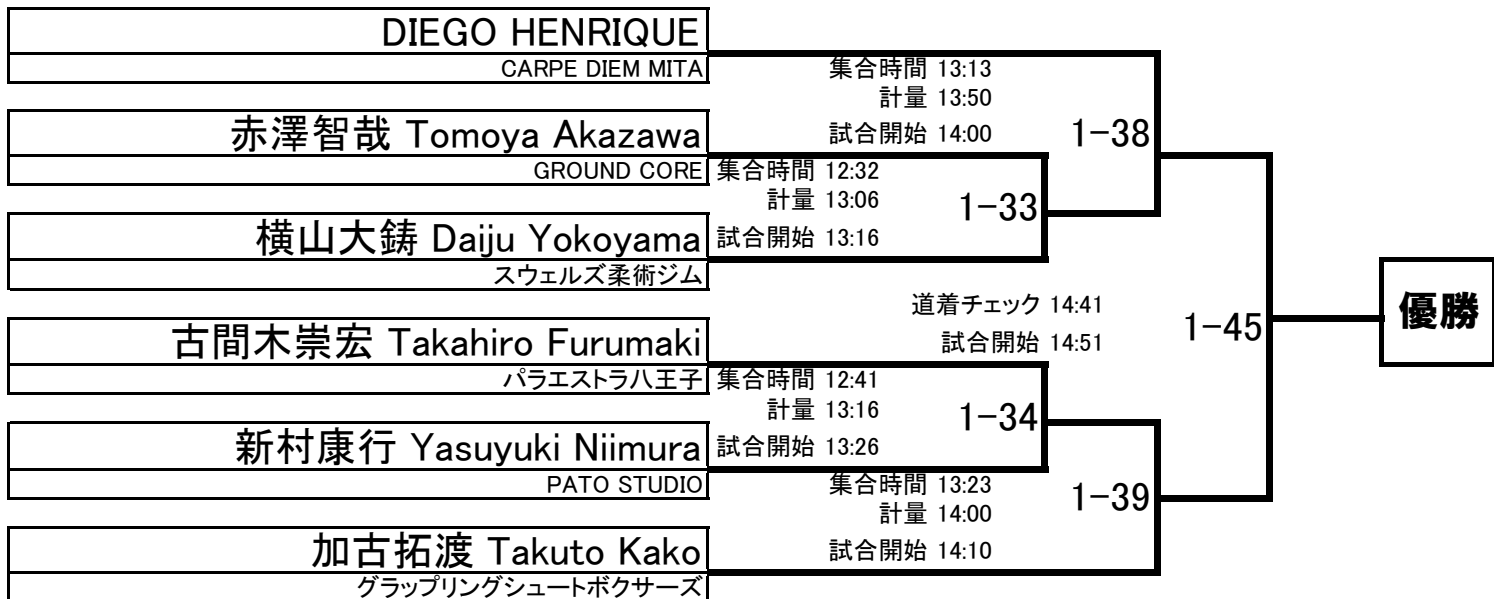 DIEGO HENRIQUE
CARPE DIEM MITA
集合時間 13:13
計量 13:50
試合開始 14:00
1-38
赤澤智哉 Tomoya Akazawa
GROUND CORE
集合時間 12:32
計量 13:06
試合開始 13:16
1-33
横山大鋳 Daiju Yokoyama
スウェルズ柔術ジム
道着チェック 14:41
試合開始 14:51
1-45
優勝
古間木崇宏 Takahiro Furumaki
パラエストラ八王子
集合時間 12:41
計量 13:16
試合開始 13:26
1-34
新村康行 Yasuyuki Niimura
PATO STUDIO
集合時間 13:23
計量 14:00
試合開始 14:10
1-39
加古拓渡 Takuto Kako
グラップリングシュートボクサーズ